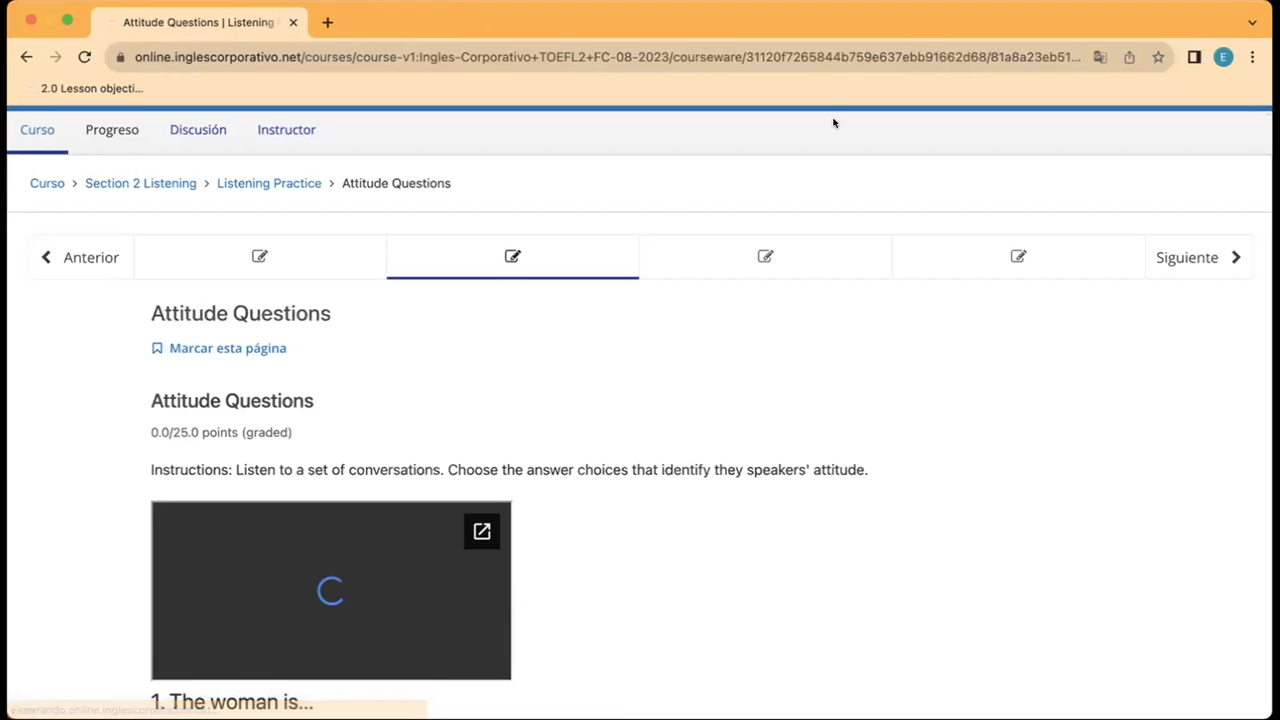 Attitude Questions | Listening
online.inglescorporativo.net/courses/course-v1:Ingles-Corporativo+TOEFL2+FC-08-2023/courseware/31120f7265844b759e637ebb91662d68/81a8a23eb51...
E
2.0 Lesson objecti...
Curso
Progreso
Discusión
Instructor
Curso > Section 2 Listening > Listening Practice > Attitude Questions
Anterior
Siguiente
Attitude Questions
Marcar esta página
Attitude Questions
0.0/25.0 points (graded)
Instructions: Listen to a set of conversations. Choose the answer choices that identify they speakers' attitude.
1. The woman is...